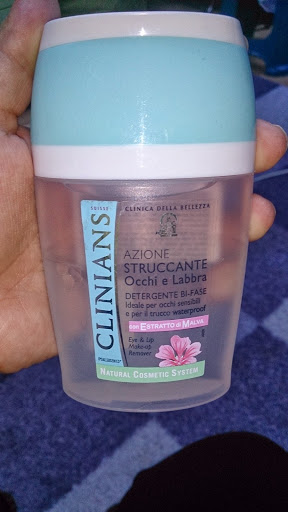 SUISSE
CLINIANS
CLINICA DELLA BELLEZZA
AZIONE
STRUCCANTE
Occhi e Labbra
DETERGENTE BI-FASE
Ideale per occhi sensibili
e per il trucco waterproof
con ESTRATTO di MALVA
Eye & Lip
Make-up
Remover
NATURAL COSMETIC SYSTEM